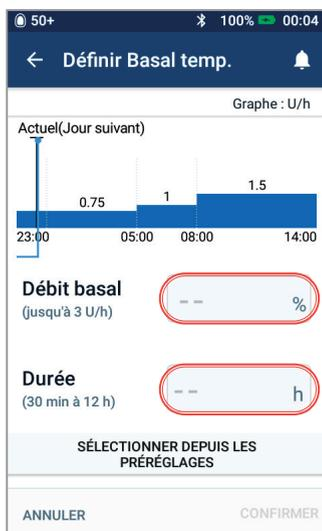 50+ 100% 00:04
Définir Basal temp.
Graphe : U/h
Actuel(Jour suivant)
0.75 1 1.5
23:00 05:00 08:00 14:00
Débit basal
(jusqu'à 3 U/h)
-- %
Durée
(30 min à 12 h)
-- h
SÉLECTIONNER DEPUIS LES
PRÉRÉGLAGES
ANNULER CONFIRMER